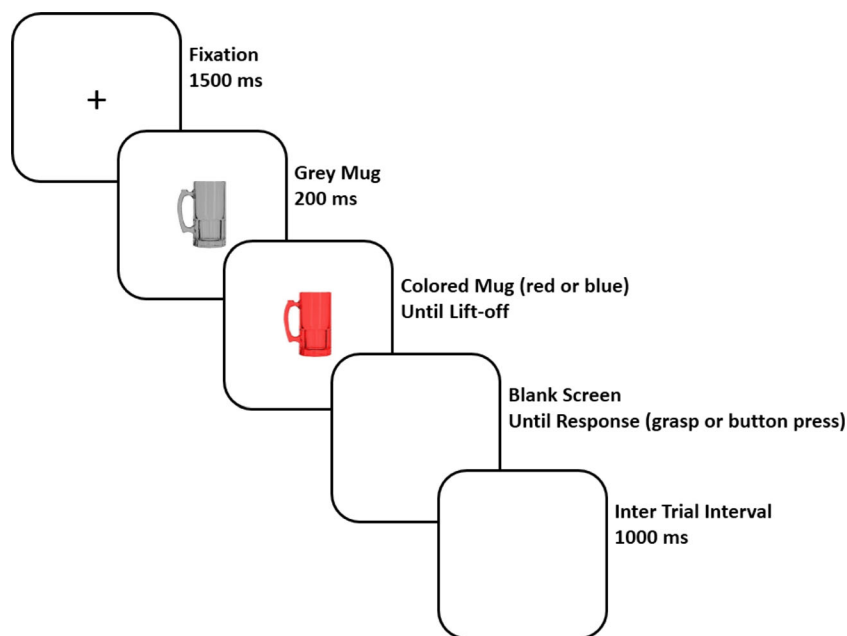 Fixation
1500 ms
Grey Mug
200 ms
Colored Mug (red or blue)
Until Lift-off
Blank Screen
Until Response (grasp or button press)
Inter Trial Interval
1000 ms